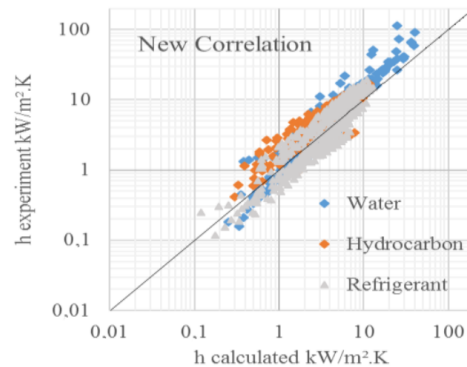 100
New Correlation
10
1
0.1
0.01
h experiment kW/m².K
Water
Hydrocarbon
Refrigerant
0.01 0.1 1 10 100
h calculated kW/m².K